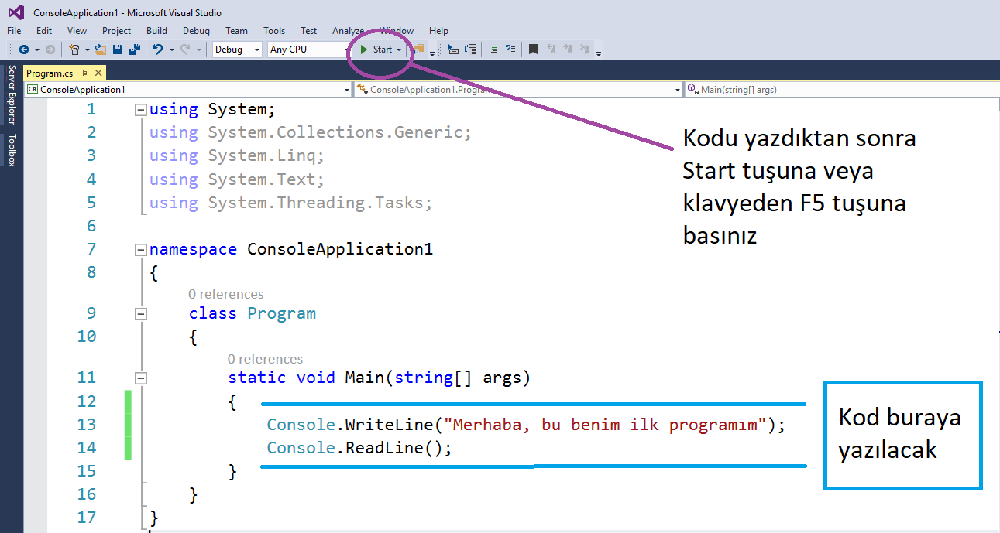 ConsoleApplication1 - Microsoft Visual Studio
File Edit View Project Build Debug Team Tools Test Analyze Window Help
Debug Any CPU Start
Server Explorer
Toolbox
Program.cs
C# ConsoleApplication1 ConsoleApplication1.Program Main(string[] args)
1 using System;
2 using System.Collections.Generic;
3 using System.Linq;
4 using System.Text;
5 using System.Threading.Tasks;
6
7 namespace ConsoleApplication1
8 {
0 references
9 class Program
10 {
0 references
11 static void Main(string[] args)
12 {
13 Console.WriteLine("Merhaba, bu benim ilk programım");
14 Console.ReadLine();
15 }
16 }
17 }
Kodu yazdıktan sonra
Start tuşuna veya
klavyeden F5 tuşuna
basınız
Kod buraya
yazılacak